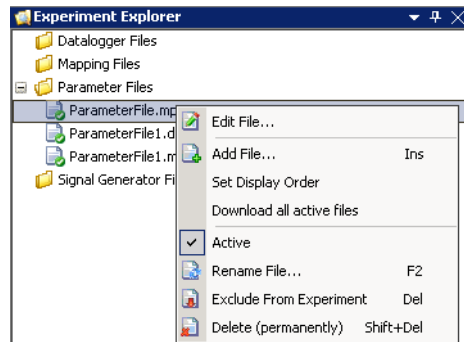 Experiment Explorer
Datalogger Files
Mapping Files
Parameter Files
ParameterFile.mp
Edit File...
ParameterFile1.d
Add File... Ins
ParameterFile1.m
Signal Generator Fi
Set Display Order
Download all active files
Active
Rename File... F2
Exclude From Experiment Del
Delete (permanently) Shift+Del